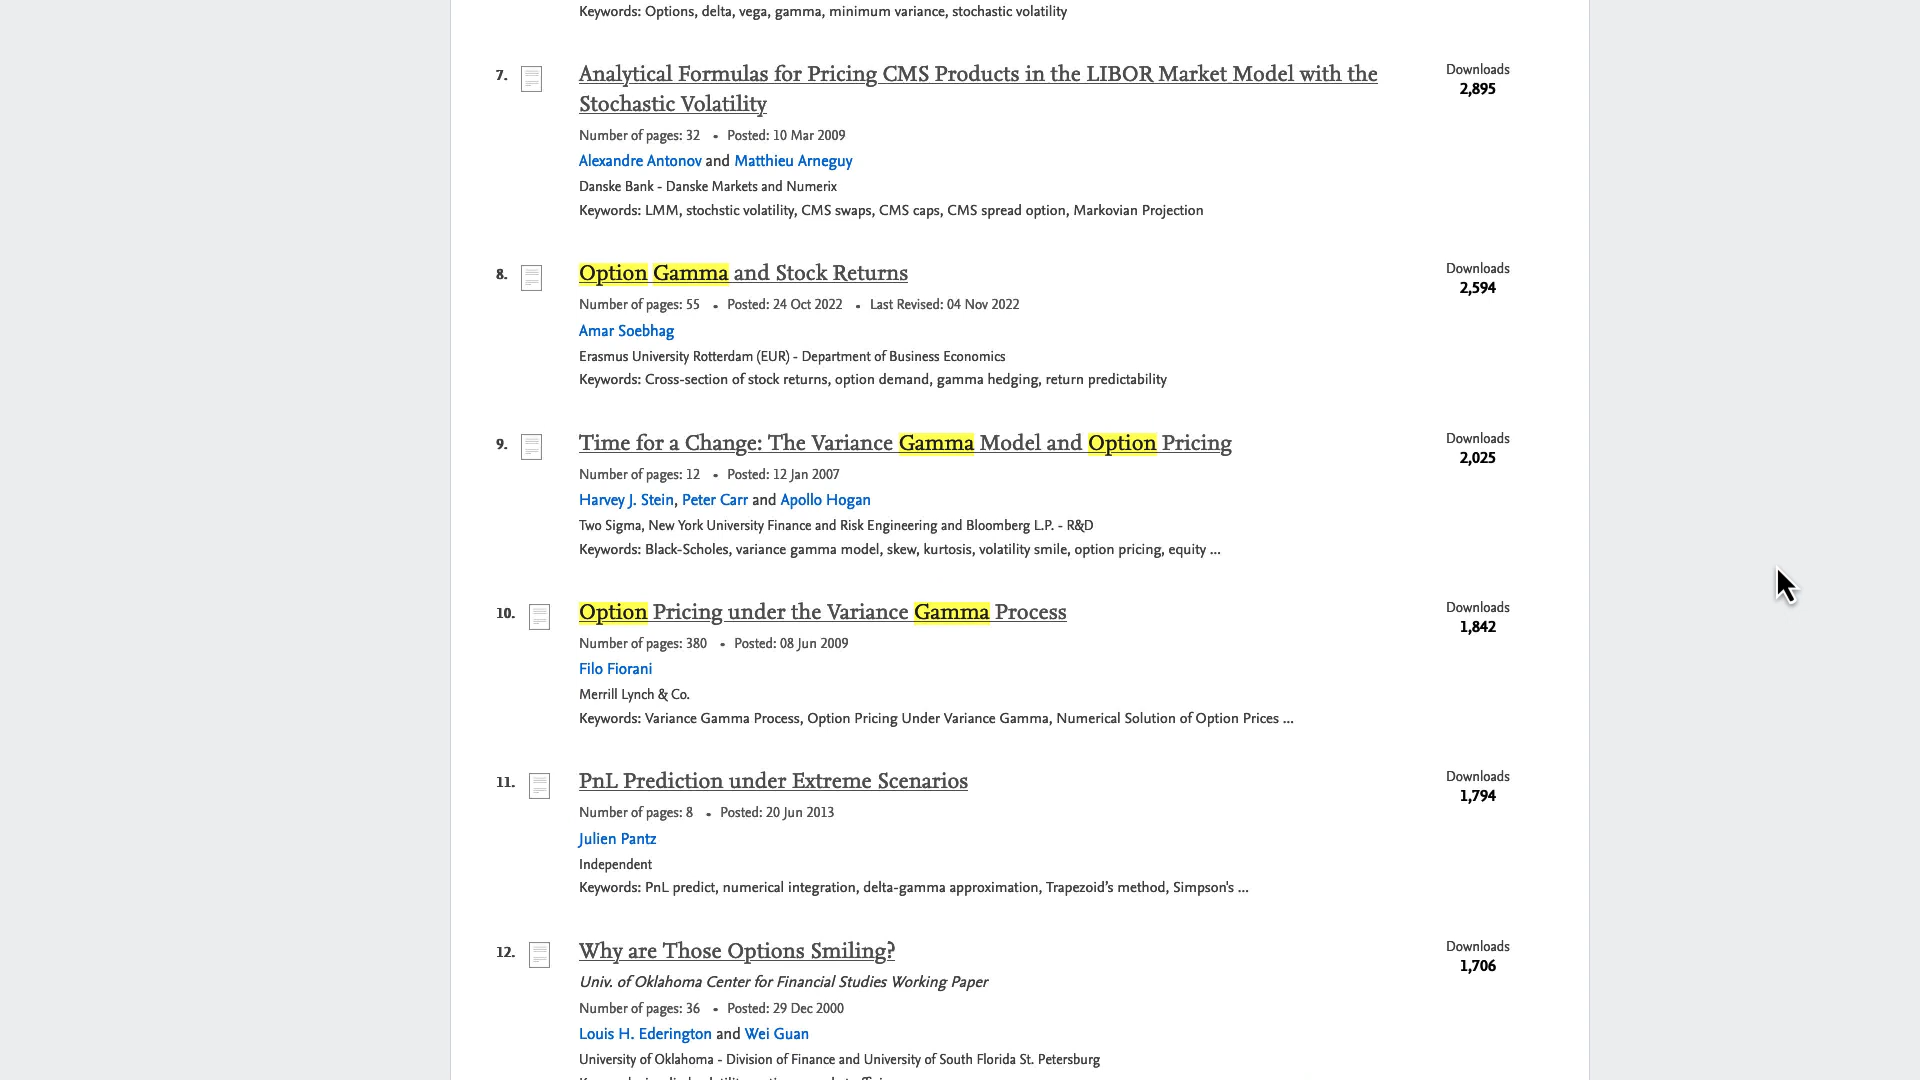 Keywords: Options, delta, vega, gamma, minimum variance, stochastic volatility
7. Analytical Formulas for Pricing CMS Products in the LIBOR Market Model with the
Stochastic Volatility
Downloads
2,895
Number of pages: 32 • Posted: 10 Mar 2009
Alexandre Antonov and Matthieu Arneguy
Danske Bank - Danske Markets and Numerix
Keywords: LMM, stochstic volatility, CMS swaps, CMS caps, CMS spread option, Markovian Projection
8. Option Gamma and Stock Returns
Downloads
2,594
Number of pages: 55 • Posted: 24 Oct 2022 • Last Revised: 04 Nov 2022
Amar Soebhag
Erasmus University Rotterdam (EUR) - Department of Business Economics
Keywords: Cross-section of stock returns, option demand, gamma hedging, return predictability
9. Time for a Change: The Variance Gamma Model and Option Pricing
Downloads
2,025
Number of pages: 12 • Posted: 12 Jan 2007
Harvey J. Stein, Peter Carr and Apollo Hogan
Two Sigma, New York University Finance and Risk Engineering and Bloomberg L.P. - R&D
Keywords: Black-Scholes, variance gamma model, skew, kurtosis, volatility smile, option pricing, equity ...
10. Option Pricing under the Variance Gamma Process
Downloads
1,842
Number of pages: 380 • Posted: 08 Jun 2009
Filo Fiorani
Merrill Lynch & Co.
Keywords: Variance Gamma Process, Option Pricing Under Variance Gamma, Numerical Solution of Option Prices ...
11. PnL Prediction under Extreme Scenarios
Downloads
1,794
Number of pages: 8 • Posted: 20 Jun 2013
Julien Pantz
Independent
Keywords: PnL predict, numerical integration, delta-gamma approximation, Trapezoid’s method, Simpson's ...
12. Why are Those Options Smiling?
Downloads
1,706
Univ. of Oklahoma Center for Financial Studies Working Paper
Number of pages: 36 • Posted: 29 Dec 2000
Louis H. Ederington and Wei Guan
University of Oklahoma - Division of Finance and University of South Florida St. Petersburg